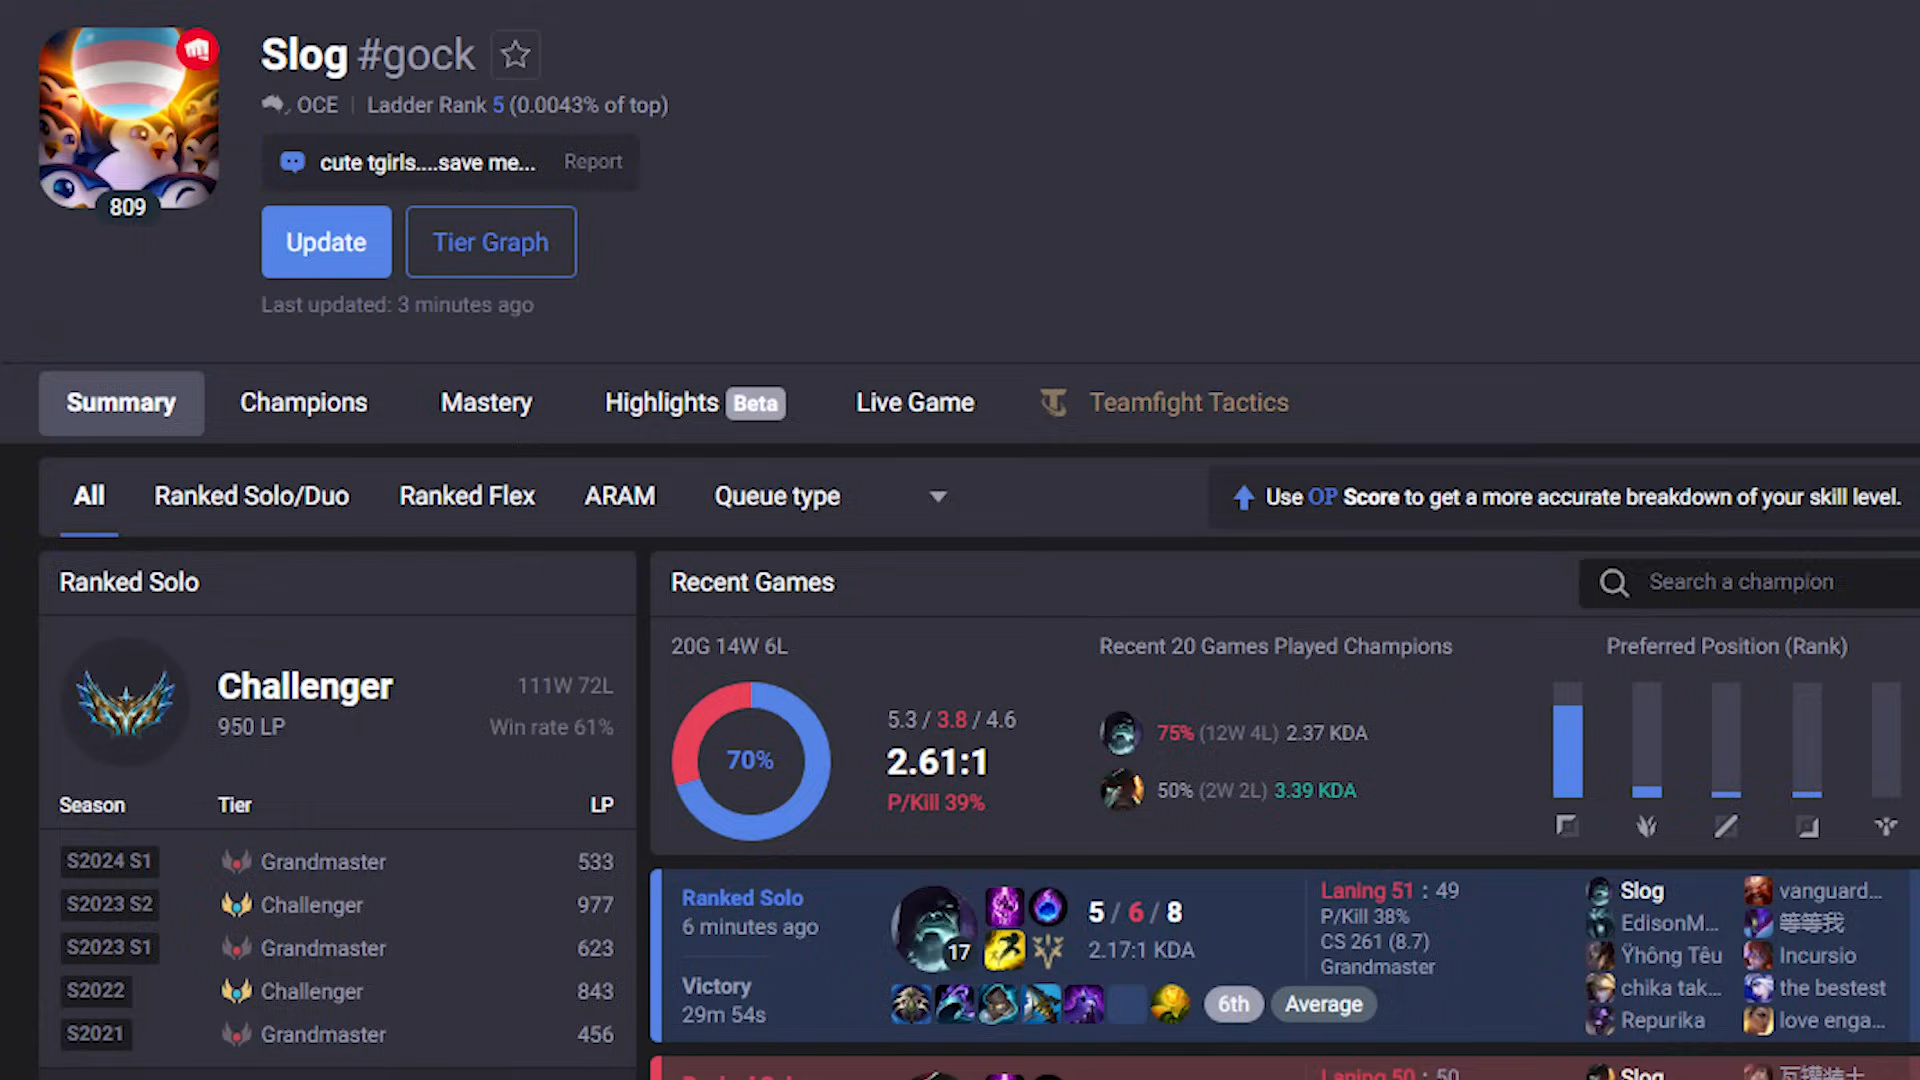 Slog #gock
OCE | Ladder Rank 5 (0.0043% of top)
cute tgirls....save me... Report
809
Update Tier Graph
Last updated: 3 minutes ago
Summary Champions Mastery Highlights Beta Live Game Teamfight Tactics
All Ranked Solo/Duo Ranked Flex ARAM Queue type
Use OP Score to get a more accurate breakdown of your skill level.
Ranked Solo
Challenger 111W 72L
950 LP Win rate 61%
Season Tier LP
S2024 S1 Grandmaster 533
S2023 S2 Challenger 977
S2023 S1 Grandmaster 623
S2022 Challenger 843
S2021 Grandmaster 456
Recent Games Search a champion
20G 14W 6L
70%
5.3 / 3.8 / 4.6
2.61:1
P/Kill 39%
Recent 20 Games Played Champions
75% (12W 4L) 2.37 KDA
50% (2W 2L) 3.39 KDA
Preferred Position (Rank)
Ranked Solo
6 minutes ago
Victory
29m 54s
17
5 / 6 / 8
2.17:1 KDA
6th Average
Laning 51 : 49
P/Kill 38%
CS 261 (8.7)
Grandmaster
Slog vanguard...
EdisonM... 等等我
Ÿhông Têu Incursio
chika tak... the bestest
Repurika love enga...
Laning 50 : 50
Slog